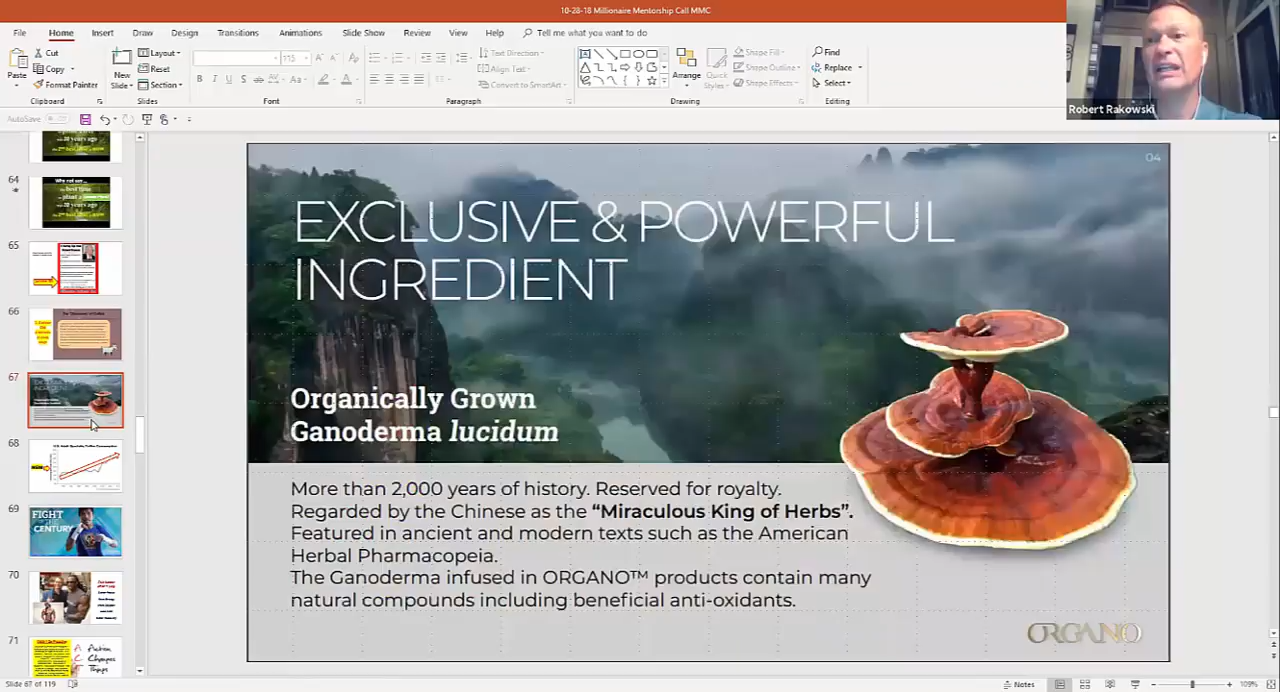 10-28-18 Millionaire Mentorship Call MMC
File Home Insert Draw Design Transitions Animations Slide Show Review View Help Tell me what you want to do
Cut
Copy
Format Painter
Paste
Clipboard
New
Slide
Layout
Reset
Section
Slides
Font
Text Direction
Align Text
Convert to SmartArt
Paragraph
Arrange
Quick
Styles
Shape Fill
Shape Outline
Shape Effects
Drawing
Find
Replace
Select
Editing
Robert Rakowski
AutoSave
64
65
66
67
68
69
FIGHT
CENTURY
70
71
04
EXCLUSIVE & POWERFUL
INGREDIENT
Organically Grown
Ganoderma lucidum
More than 2,000 years of history. Reserved for royalty.
Regarded by the Chinese as the “Miraculous King of Herbs”.
Featured in ancient and modern texts such as the American
Herbal Pharmacopeia.
The Ganoderma infused in ORGANO™ products contain many
natural compounds including beneficial anti-oxidants.
ORGANO
Slide 67 of 119
Notes
109%